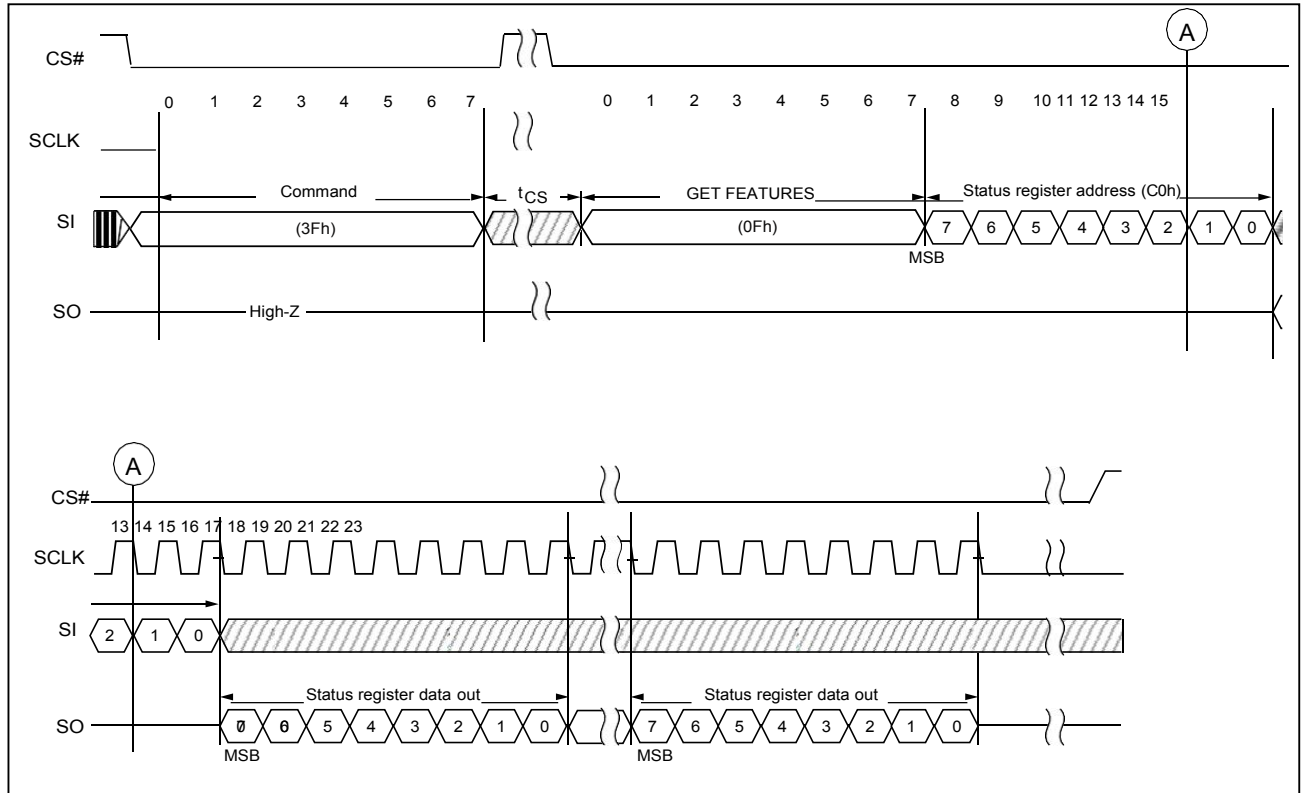 A
CS#
0 1 2 3 4 5 6 7 0 1 2 3 4 5 6 7 8 9 10 11 12 13 14 15
SCLK
Command tCS GET FEATURES Status register address (C0h)
SI (3Fh) (0Fh) 7 6 5 4 3 2 1 0
MSB
SO High-Z
A
CS#
13 14 15 16 17 18 19 20 21 22 23
SCLK
SI 2 1 0
Status register data out Status register data out
SO 5 4 3 2 1 0 7 6 5 4 3 2 1 0
MSB MSB